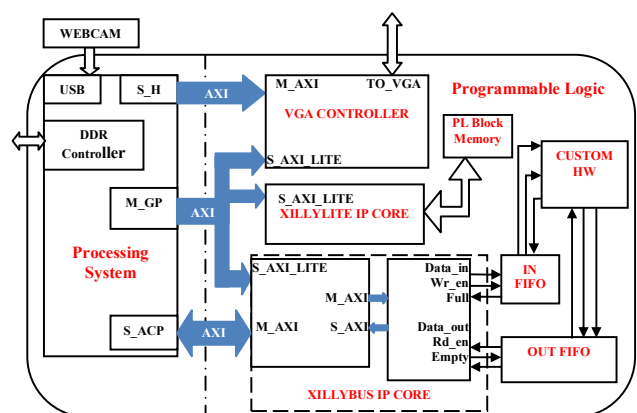 WEBCAM
USB
S_H
AXI
M_AXI
TO_VGA
VGA CONTROLLER
S_AXI_LITE
Programmable Logic
DDR
Controller
PL Block
Memory
CUSTOM
HW
M_GP
AXI
S_AXI_LITE
XILLYLITE IP CORE
Processing
System
S_AXI_LITE
M_AXI
M_AXI
S_AXI
Data_in
Wr_en
Full
Data_out
Rd_en
Empty
IN
FIFO
S_ACP
AXI
OUT FIFO
XILLYBUS IP CORE